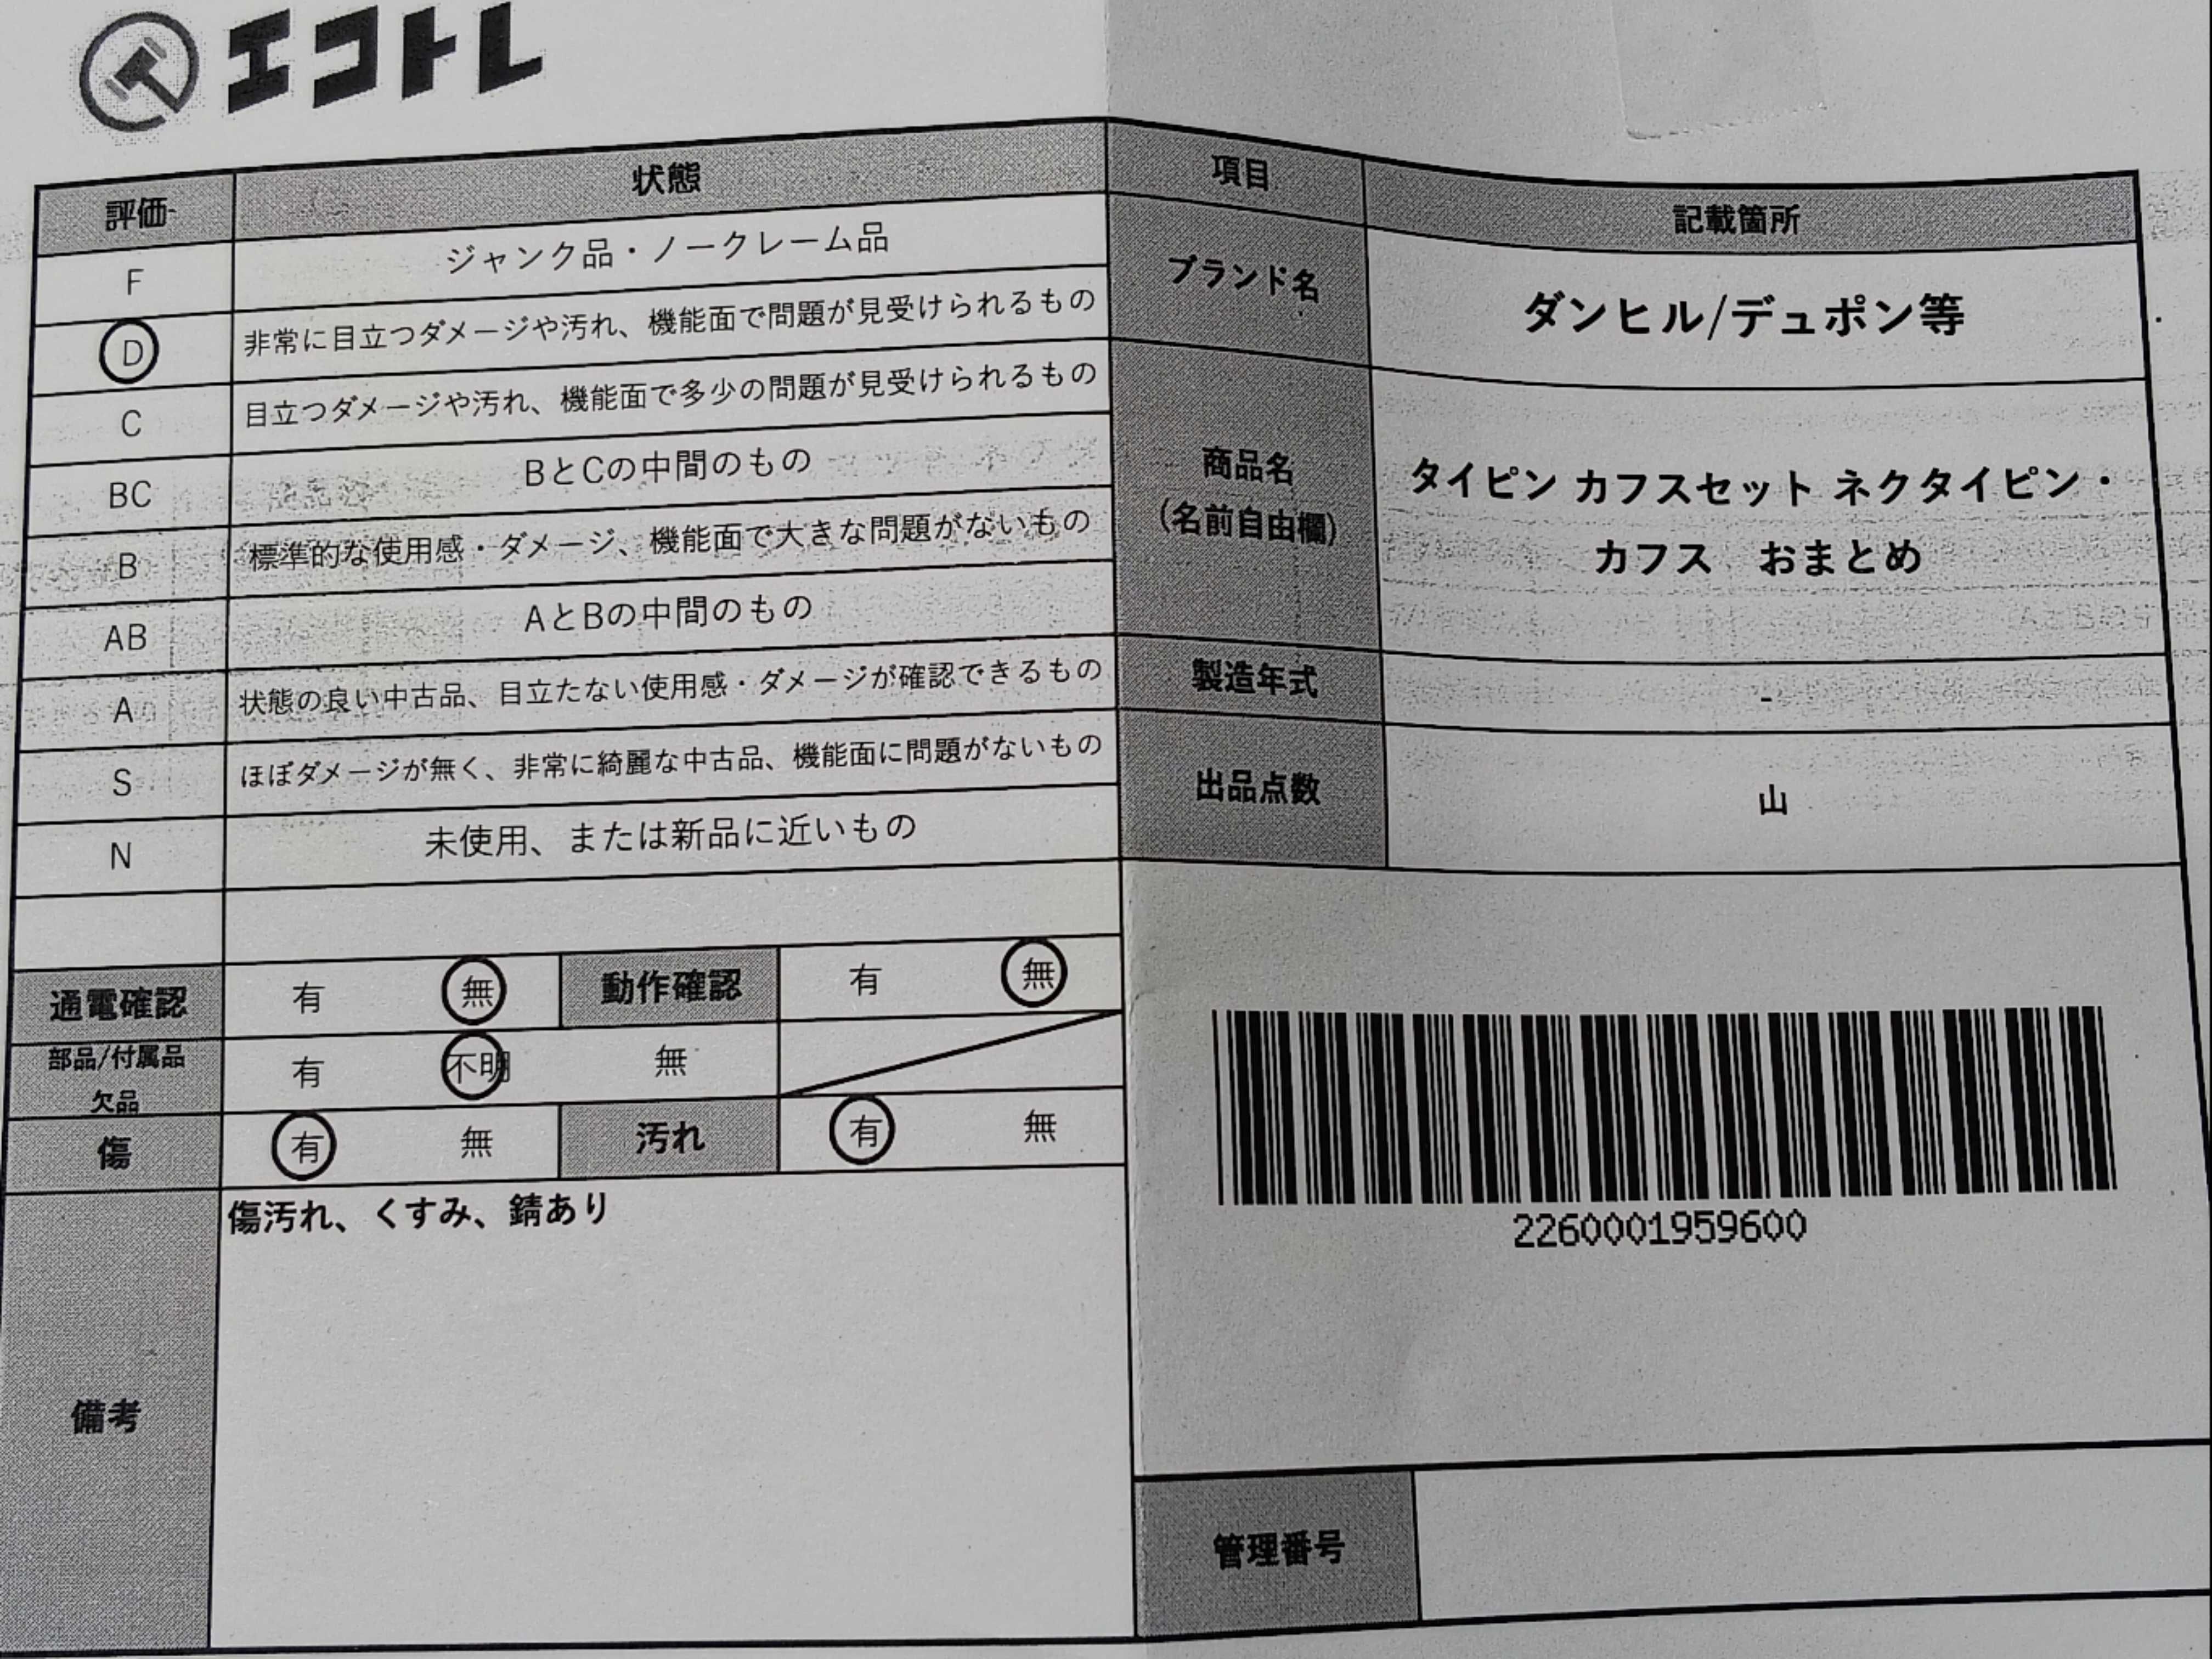 エコトレ
評価 状態
F ジャンク品・ノークレーム品
D 非常に目立つダメージや汚れ、機能面で問題が見受けられるもの
C 目立つダメージや汚れ、機能面で多少の問題が見受けられるもの
BC BとCの中間のもの
B 標準的な使用感・ダメージ、機能面で大きな問題がないもの
AB AとBの中間のもの
A 状態の良い中古品、目立たない使用感・ダメージが確認できるもの
S ほぼダメージが無く、非常に綺麗な中古品、機能面に問題がないもの
N 未使用、または新品に近いもの
通電確認 有 無 動作確認 有 無
部品/付属品
欠品 有 不明 無
傷 有 無 汚れ 有 無
備考 傷汚れ、くすみ、錆あり
項目 記載箇所
ブランド名 ダンヒル/デュポン等
商品名
(名前自由欄)
タイピン カフスセット ネクタイピン・
カフス　おまとめ
製造年式 -
出品点数 山
2260001959600
管理番号